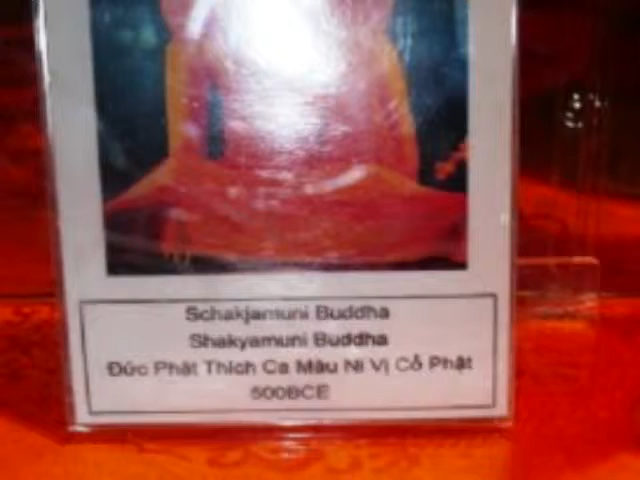 Schakjamuni Buddha
Shakyamuni Buddha
Đức Phật Thích Ca Mâu Ni Vị Cổ Phật
500BCE